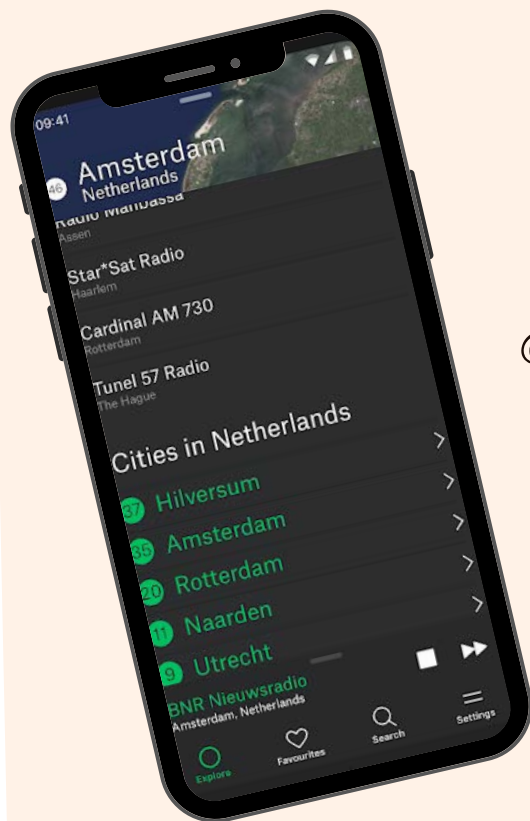 09:41
46
Amsterdam
Netherlands
Radio Manbassa
Assen
Star*Sat Radio
Haarlem
Cardinal AM 730
Rotterdam
Tunel 57 Radio
The Hague
Cities in Netherlands
37 Hilversum
35 Amsterdam
20 Rotterdam
11 Naarden
9 Utrecht
BNR Nieuwsradio
Amsterdam, Netherlands
Explore
Favourites
Search
Settings